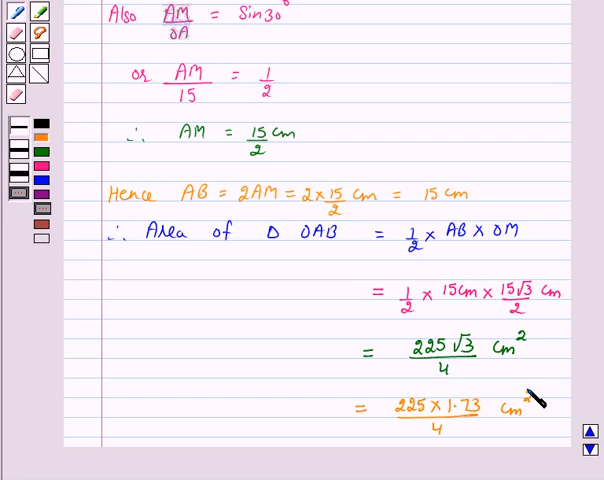 Also AM/OA = Sin30°
or AM/15 = 1/2
∴ AM = 15/2 cm
Hence AB = 2AM = 2 × 15/2 cm = 15 cm
∴ Area of Δ OAB = 1/2 × AB × OM
= 1/2 × 15cm × 15√3/2 cm
= 225√3/4 cm²
= 225 × 1.73/4 cm²